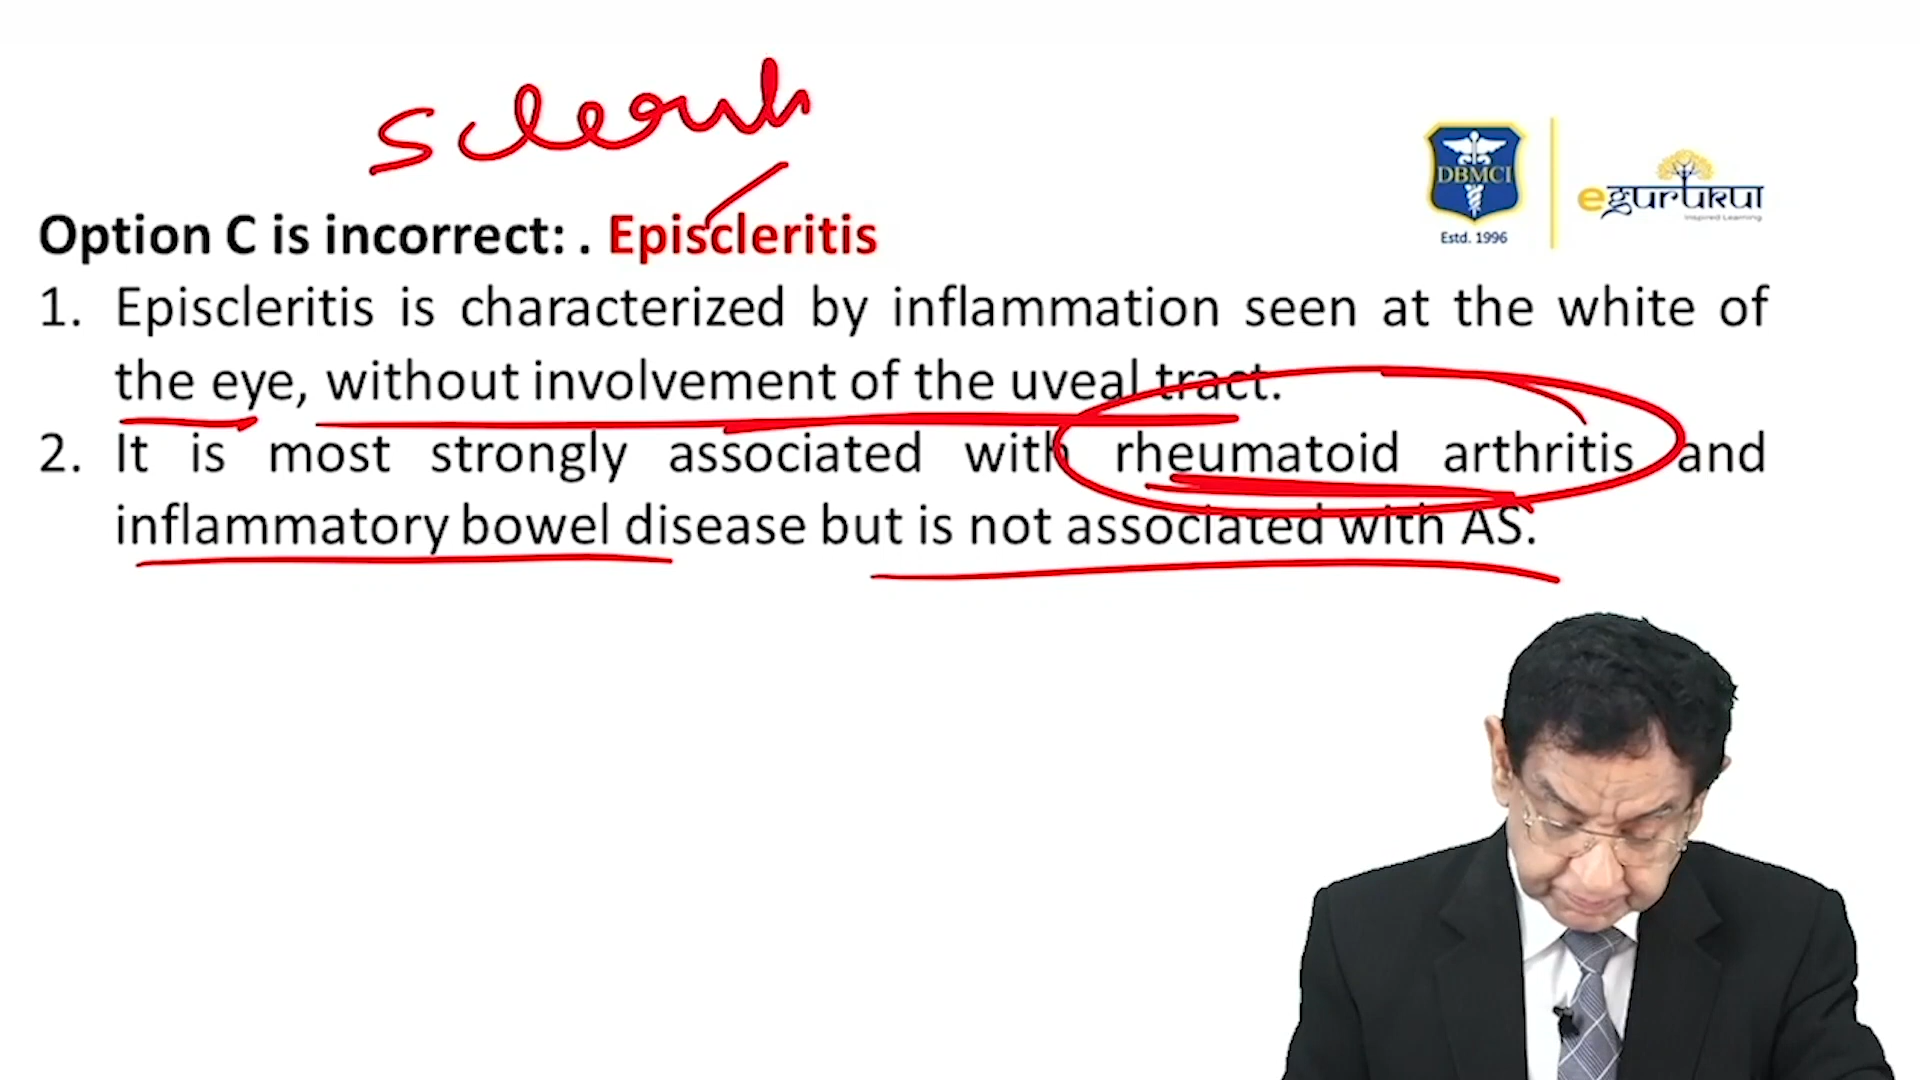 Option C is incorrect: . Episcleritis
1. Episcleritis is characterized by inflammation seen at the white of
the eye, without involvement of the uveal tract.
2. It is most strongly associated with rheumatoid arthritis and
inflammatory bowel disease but is not associated with AS.
DBMCI
Estd. 1996
egurukul
Inspired Learning